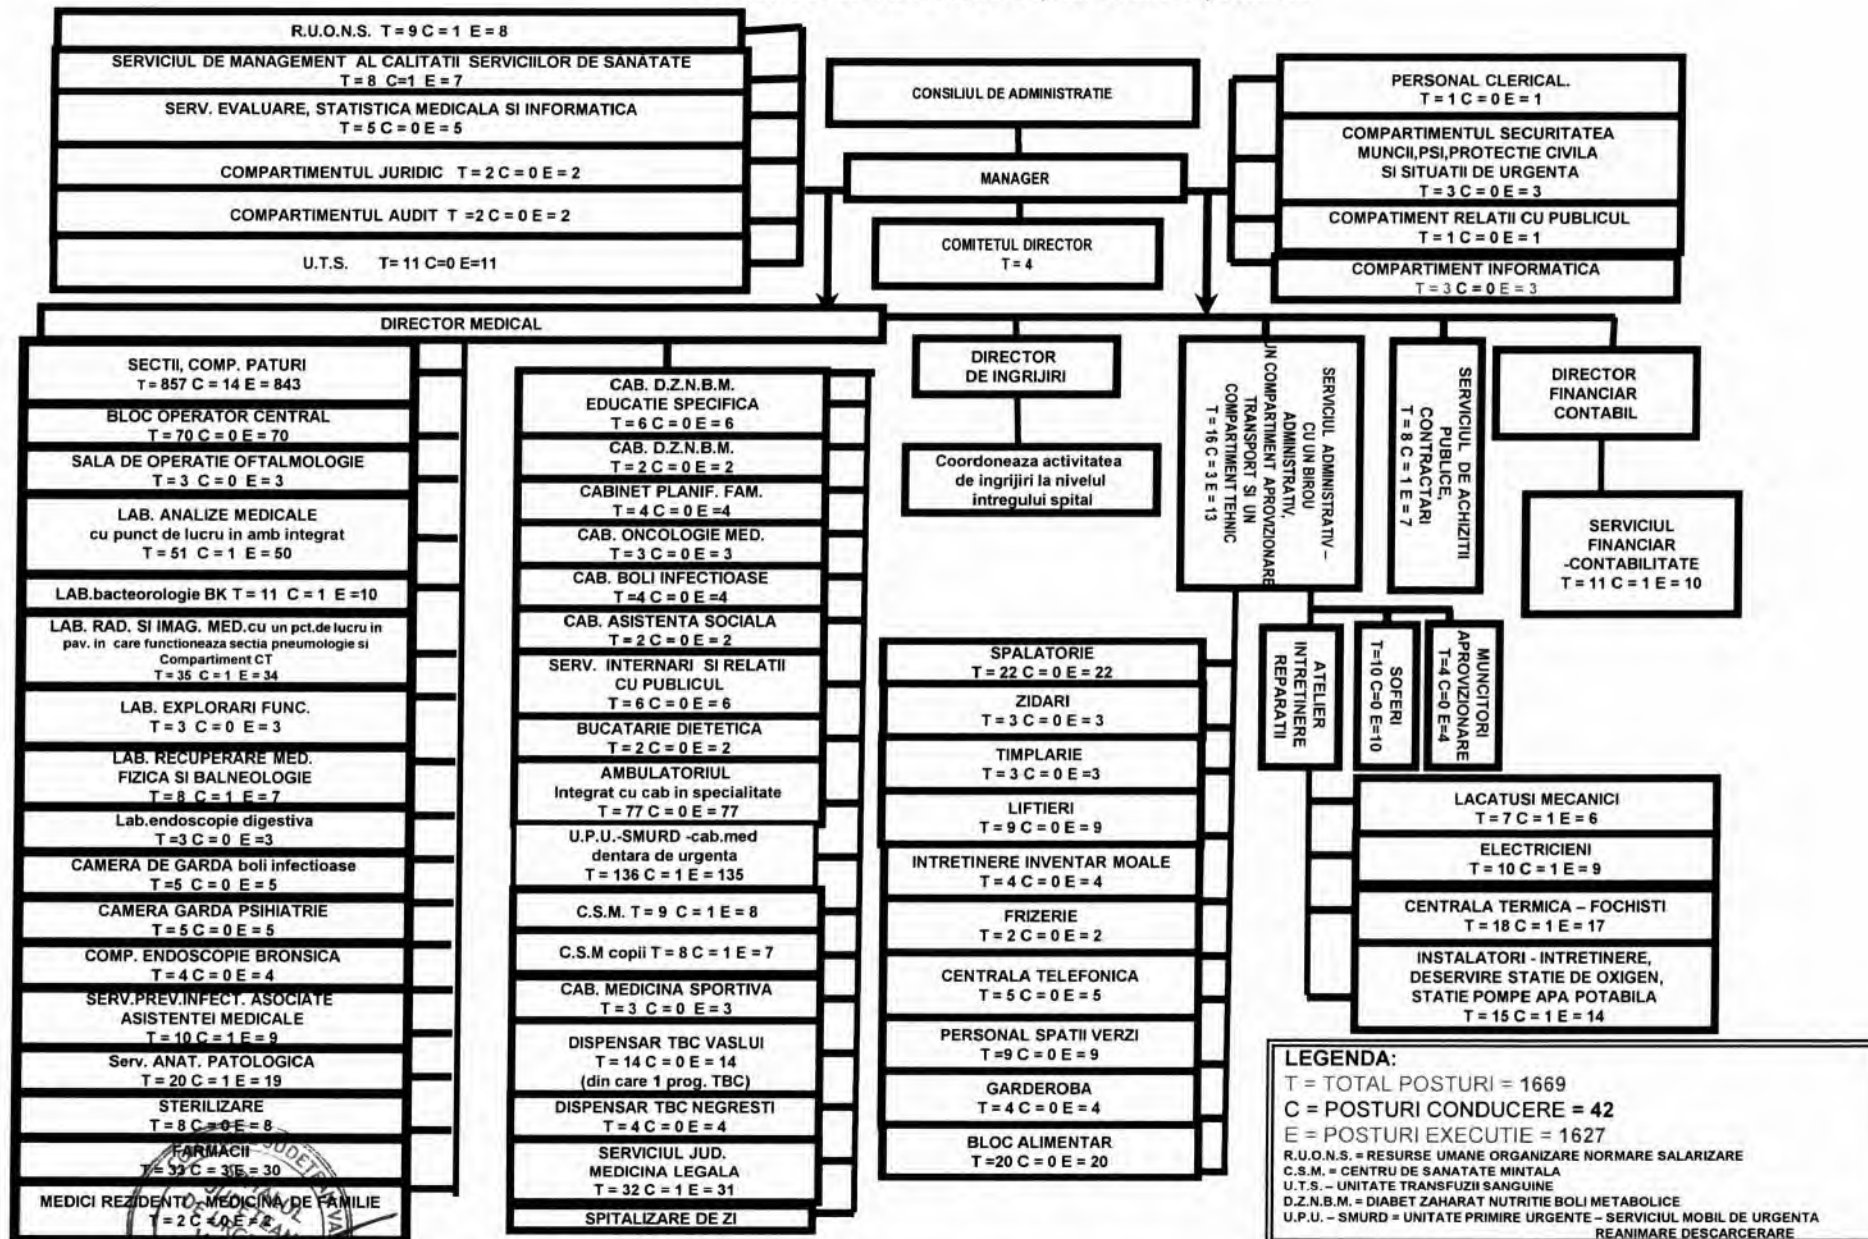 R.U.O.N.S. T = 9 C = 1 E = 8
SERVICIUL DE MANAGEMENT AL CALITATII SERVICIILOR DE SĂNĂTATE
T = 8 C=1 E = 7
SERV. EVALUARE, STATISTICA MEDICALA SI INFORMATICA
T = 5 C = 0 E = 5
COMPARTIMENTUL JURIDIC T = 2 C = 0 E = 2
COMPARTIMENTUL AUDIT T =2 C = 0 E = 2
U.T.S. T= 11 C=0 E=11
CONSILIUL DE ADMINISTRATIE
MANAGER
COMITETUL DIRECTOR
T = 4
PERSONAL CLERICAL.
T = 1 C = 0 E = 1
COMPARTIMENTUL SECURITATEA
MUNCII,PSI,PROTECTIE CIVILA
SI SITUATII DE URGENTA
T = 3 C = 0 E = 3
COMPATIMENT RELATII CU PUBLICUL
T = 1 C = 0 E = 1
COMPARTIMENT INFORMATICA
T = 3 C = 0 E = 3
DIRECTOR MEDICAL
SECTII, COMP. PATURI
T = 857 C = 14 E = 843
BLOC OPERATOR CENTRAL
T = 70 C = 0 E = 70
SALA DE OPERATIE OFTALMOLOGIE
T = 3 C = 0 E = 3
LAB. ANALIZE MEDICALE
cu punct de lucru in amb integrat
T = 51 C = 1 E = 50
LAB.bacteorologie BK T = 11 C = 1 E =10
LAB. RAD. SI IMAG. MED.cu un pct.de lucru in
pav. in care functioneaza sectia pneumologie si
Compartiment CT
T = 35 C = 1 E = 34
LAB. EXPLORARI FUNC.
T = 3 C = 0 E = 3
LAB. RECUPERARE MED.
FIZICA SI BALNEOLOGIE
T = 8 C = 1 E = 7
Lab.endoscopie digestiva
T =3 C = 0 E =3
CAMERA DE GARDA boli infectioase
T =5 C = 0 E = 5
CAMERA GARDA PSIHIATRIE
T = 5 C = 0 E = 5
COMP. ENDOSCOPIE BRONSICA
T = 4 C = 0 E = 4
SERV.PREV.INFECT. ASOCIATE
ASISTENTEI MEDICALE
T = 10 C = 1 E = 9
Serv. ANAT. PATOLOGICA
T = 20 C = 1 E = 19
STERILIZARE
T = 8 C = 0 E = 8
FARMACII
T = 33 C = 3 E = 30
MEDICI REZIDENTI - MEDICINA DE FAMILIE
T = 2 C = 0 E = 2
CAB. D.Z.N.B.M.
EDUCATIE SPECIFICA
T = 6 C = 0 E = 6
CAB. D.Z.N.B.M.
T = 2 C = 0 E = 2
CABINET PLANIF. FAM.
T = 4 C = 0 E =4
CAB. ONCOLOGIE MED.
T = 3 C = 0 E = 3
CAB. BOLI INFECTIOASE
T =4 C = 0 E =4
CAB. ASISTENTA SOCIALA
T = 2 C = 0 E = 2
SERV. INTERNARI SI RELATII
CU PUBLICUL
T = 6 C = 0 E = 6
BUCATARIE DIETETICA
T = 2 C = 0 E = 2
AMBULATORIUL
Integrat cu cab in specialitate
T = 77 C = 0 E = 77
U.P.U.-SMURD -cab.med
dentara de urgenta
T = 136 C = 1 E = 135
C.S.M. T = 9 C = 1 E = 8
C.S.M copii T = 8 C = 1 E = 7
CAB. MEDICINA SPORTIVA
T = 3 C = 0 E = 3
DISPENSAR TBC VASLUI
T = 14 C = 0 E = 14
(din care 1 prog. TBC)
DISPENSAR TBC NEGRESTI
T = 4 C = 0 E = 4
SERVICIUL JUD.
MEDICINA LEGALA
T = 32 C = 1 E = 31
SPITALIZARE DE ZI
DIRECTOR
DE INGRIJIRI
Coordoneaza activitatea
de ingrijiri la nivelul
intregului spital
SERVICIUL ADMINISTRATIV –
CU UN BIROU
ADMINISTRATIV,
UN COMPARTIMENT APROVIZIONARE
TRANSPORT SI UN
COMPARTIMENT TEHNIC
T = 16 C = 3 E = 13
SERVICIUL DE ACHIZITII
PUBLICE,
CONTRACTARI
T = 8 C = 1 E = 7
DIRECTOR
FINANCIAR
CONTABIL
SERVICIUL
FINANCIAR
-CONTABILITATE
T = 11 C = 1 E = 10
SPALATORIE
T = 22 C = 0 E = 22
ZIDARI
T = 3 C = 0 E = 3
TIMPLARIE
T = 3 C = 0 E =3
LIFTIERI
T = 9 C = 0 E = 9
INTRETINERE INVENTAR MOALE
T = 4 C = 0 E = 4
FRIZERIE
T = 2 C = 0 E = 2
CENTRALA TELEFONICA
T = 5 C = 0 E = 5
PERSONAL SPATII VERZI
T =9 C = 0 E = 9
GARDEROBA
T = 4 C = 0 E = 4
BLOC ALIMENTAR
T =20 C = 0 E = 20
ATELIER
INTRETINERE
REPARATII
SOFERI
T=10 C=0 E=10
MUNCITORI
APROVIZIONARE
T=4 C=0 E=4
LACATUSI MECANICI
T = 7 C = 1 E = 6
ELECTRICIENI
T = 10 C = 1 E = 9
CENTRALA TERMICA – FOCHISTI
T = 18 C = 1 E = 17
INSTALATORI - INTRETINERE,
DESERVIRE STATIE DE OXIGEN,
STATIE POMPE APA POTABILA
T = 15 C = 1 E = 14
LEGENDA:
T = TOTAL POSTURI = 1669
C = POSTURI CONDUCERE = 42
E = POSTURI EXECUTIE = 1627
R.U.O.N.S. = RESURSE UMANE ORGANIZARE NORMARE SALARIZARE
C.S.M. = CENTRU DE SANATATE MINTALA
U.T.S. – UNITATE TRANSFUZII SANGUINE
D.Z.N.B.M. = DIABET ZAHARAT NUTRITIE BOLI METABOLICE
U.P.U. – SMURD = UNITATE PRIMIRE URGENTE – SERVICIUL MOBIL DE URGENTA
REANIMARE DESCARCERARE